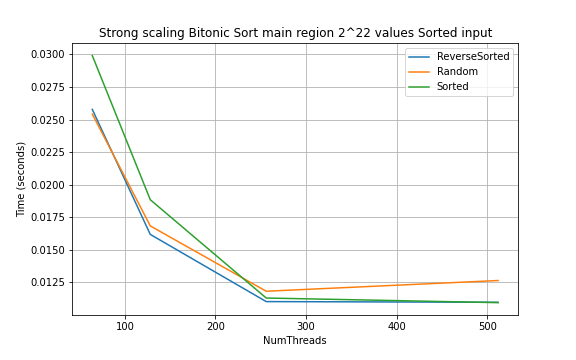 Strong scaling Bitonic Sort main region 2^22 values Sorted input
ReverseSorted
Random
Sorted
Time (seconds)
0.0300
0.0275
0.0250
0.0225
0.0200
0.0175
0.0150
0.0125
100
200
300
400
500
NumThreads